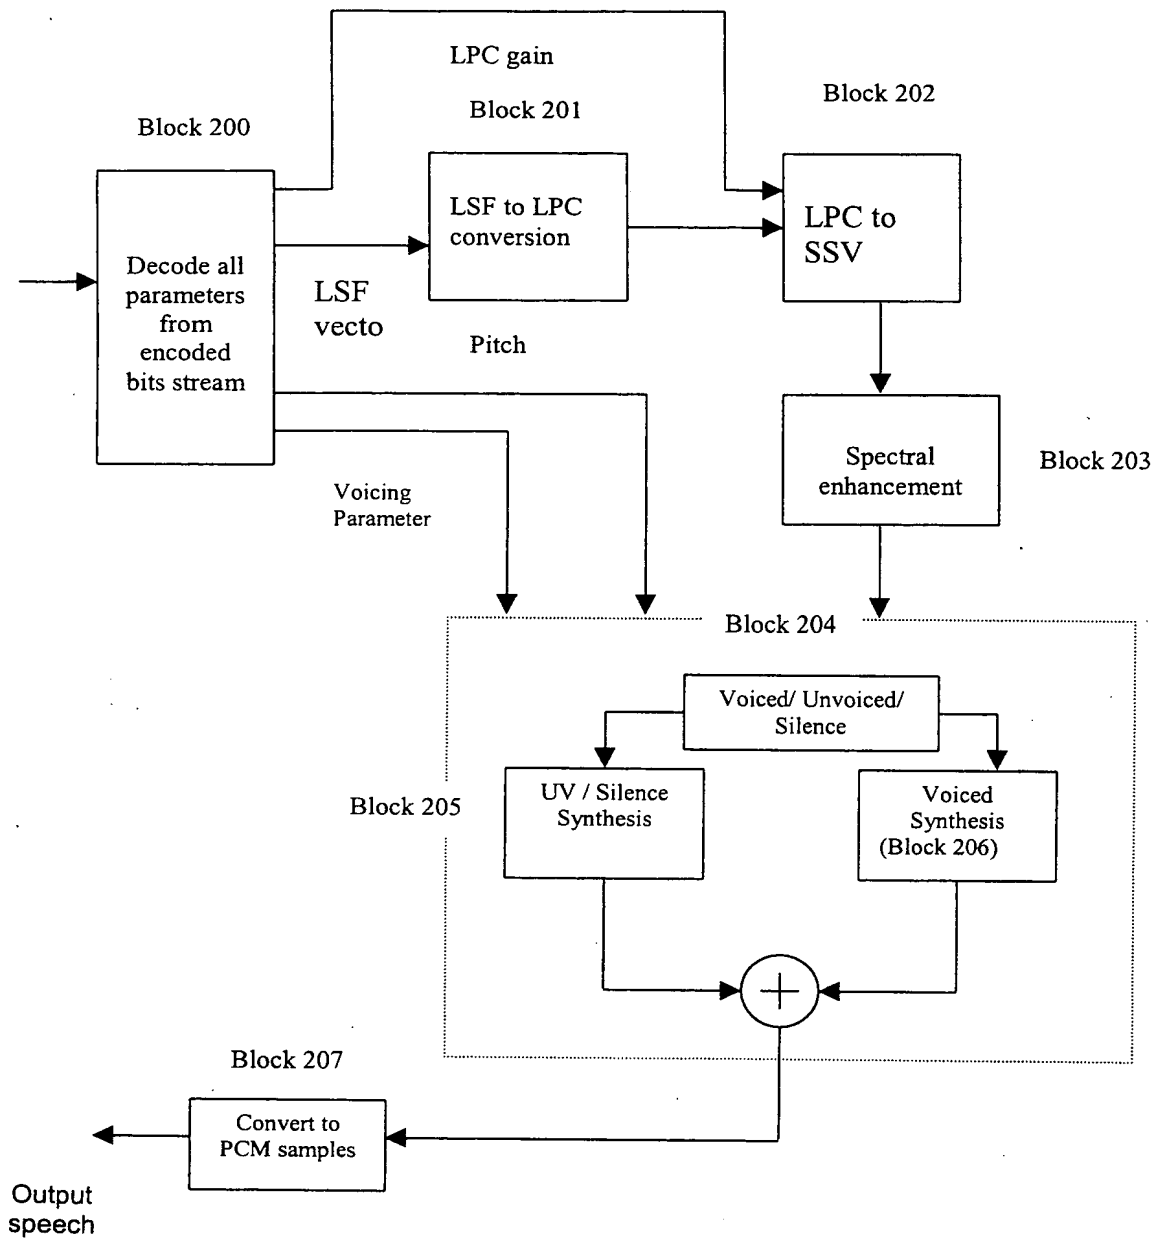 LPC gain
Block 202
Block 201
Block 200
LSF to LPC
conversion
LPC to
SSV
Decode all
parameters
from
encoded
bits stream
LSF
vecto
Pitch
Spectral
enhancement
Block 203
Voicing
Parameter
Block 204
Voiced/ Unvoiced/
Silence
Block 205
UV / Silence
Synthesis
Voiced
Synthesis
(Block 206)
Block 207
Convert to
PCM samples
Output
speech